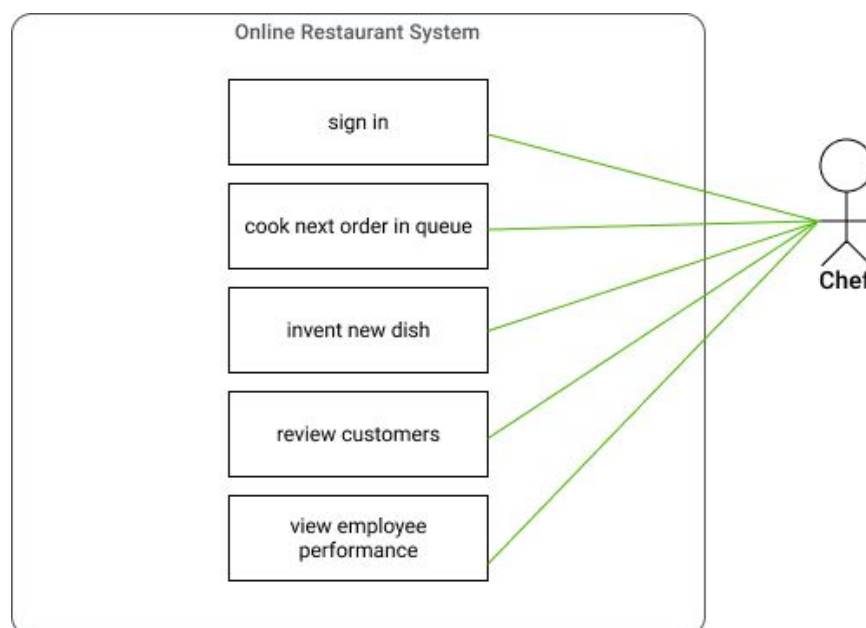 Online Restaurant System
sign in
cook next order in queue
Chef
invent new dish
review customers
view employee
performance